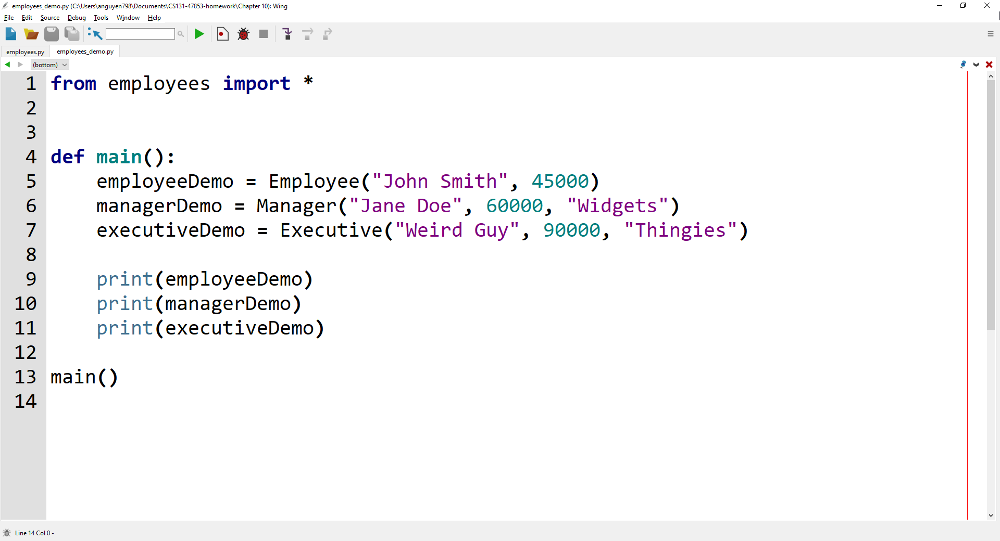 employees_demo.py (C:\Users\anguyen798\Documents\CS131-47853-homework\Chapter 10): Wing
File Edit Source Debug Tools Window Help
employees.py employees_demo.py
(bottom)
1 from employees import *
2
3
4 def main():
5     employeeDemo = Employee("John Smith", 45000)
6     managerDemo = Manager("Jane Doe", 60000, "Widgets")
7     executiveDemo = Executive("Weird Guy", 90000, "Thingies")
8
9     print(employeeDemo)
10     print(managerDemo)
11     print(executiveDemo)
12
13 main()
14
Line 14 Col 0 -